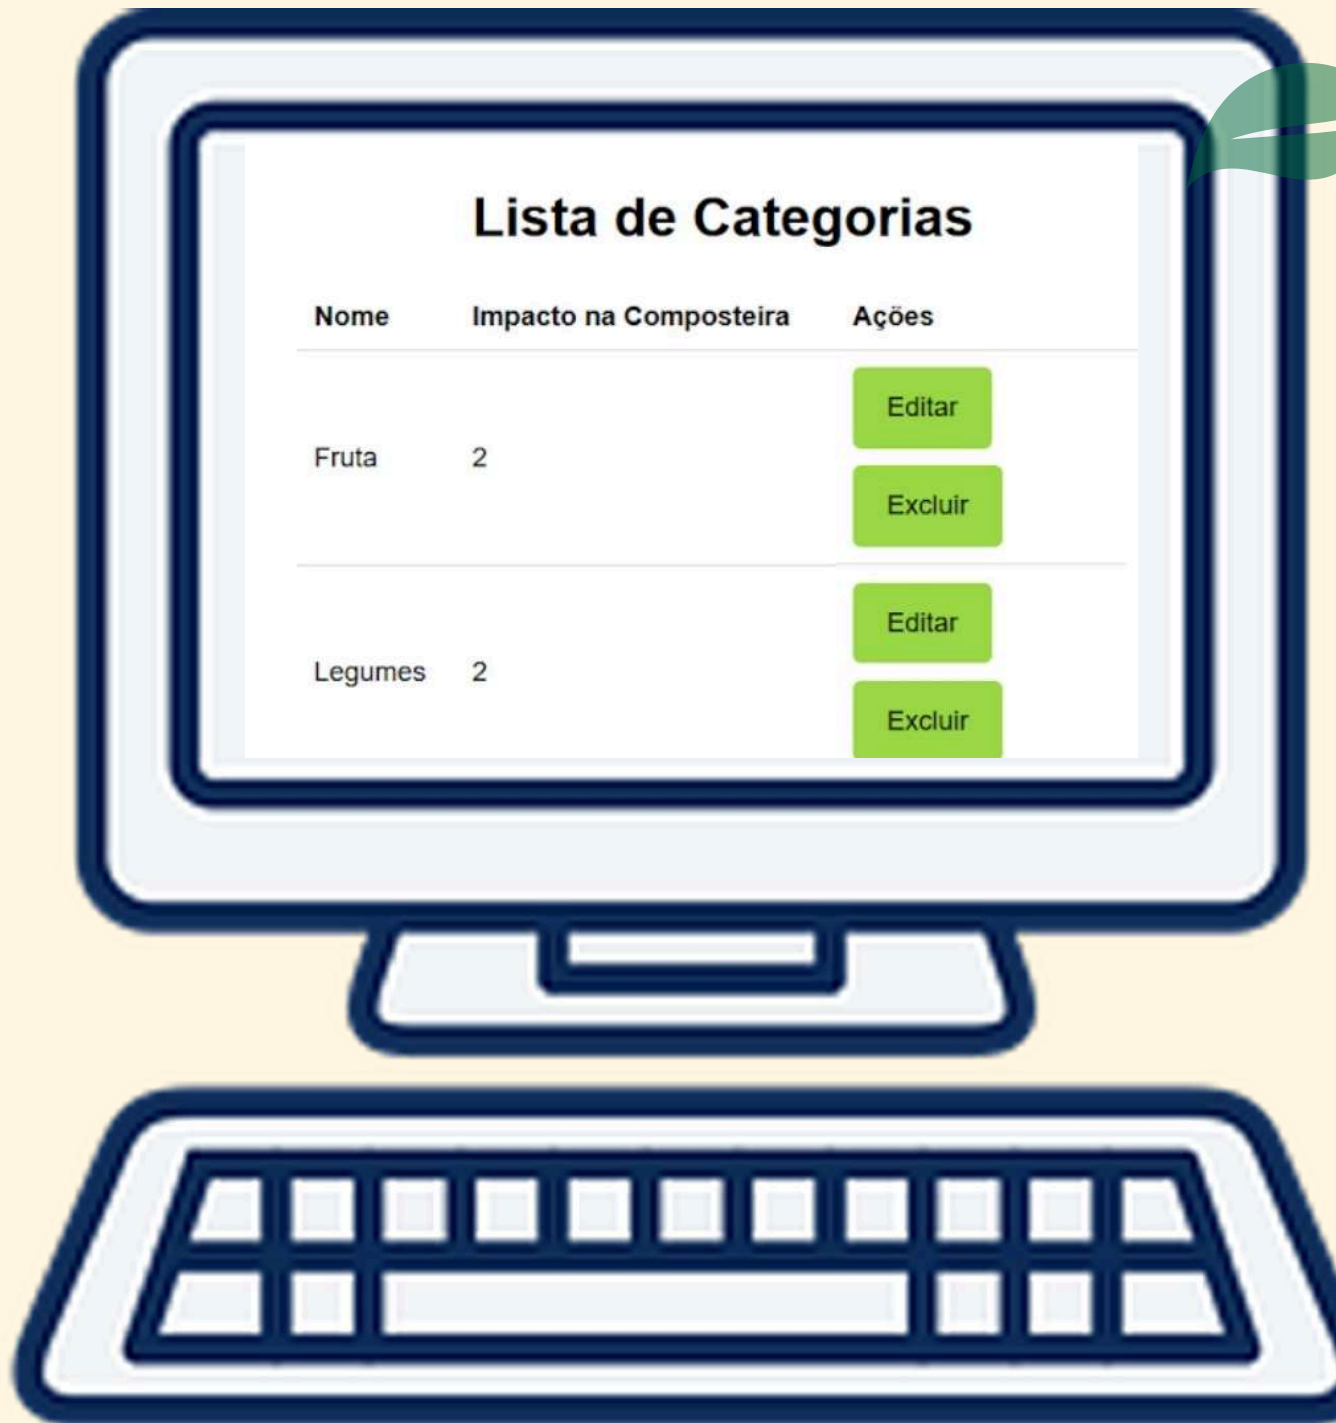 Lista de Categorias
Nome Impacto na Composteira Ações
Editar
Fruta 2
Excluir
Editar
Legumes 2
Excluir